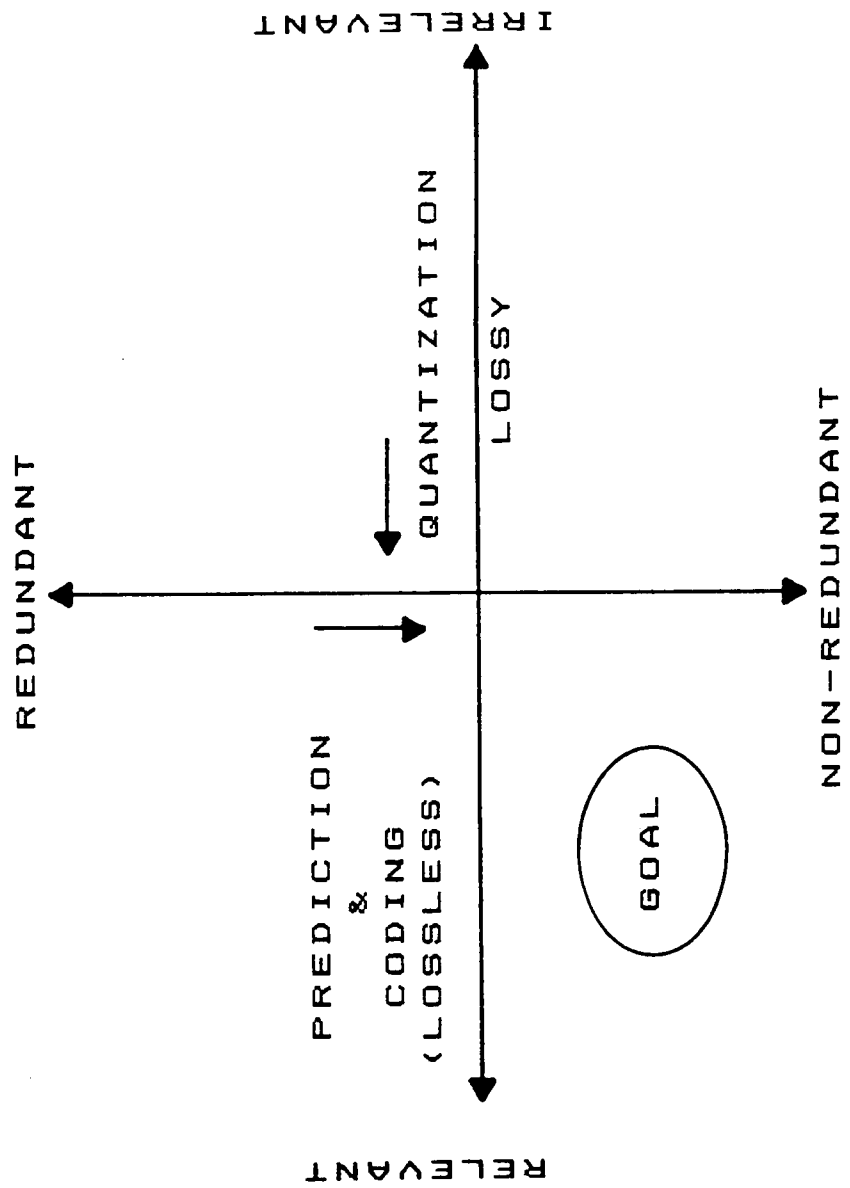 REDUNDANT
PREDICTION
&
CODING
(LOSSLESS)
QUANTIZATION
LOSSY
RELEVANT
IRRELEVANT
GOAL
NON-REDUNDANT